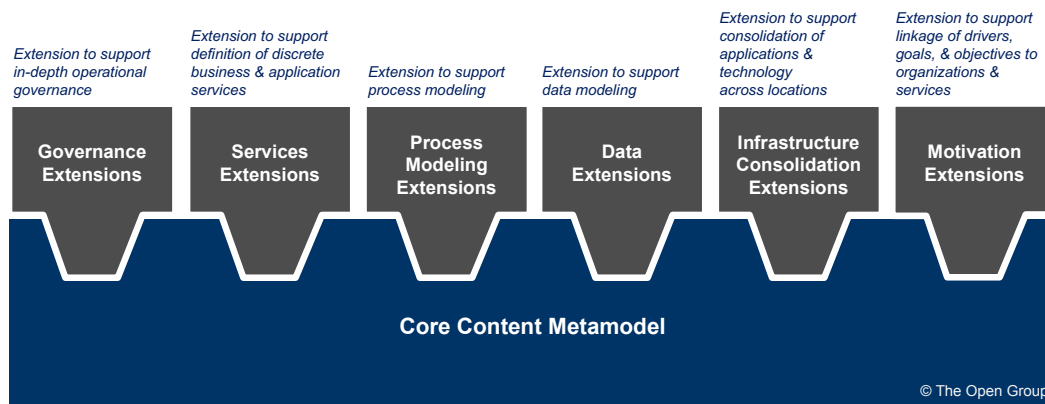 Extension to support
in-depth operational
governance
Extension to support
definition of discrete
business & application
services
Extension to support
process modeling
Extension to support
data modeling
Extension to support
consolidation of
applications &
technology
across locations
Extension to support
linkage of drivers,
goals, & objectives to
organizations &
services
Governance
Extensions
Services
Extensions
Process
Modeling
Extensions
Data
Extensions
Infrastructure
Consolidation
Extensions
Motivation
Extensions
Core Content Metamodel
© The Open Group